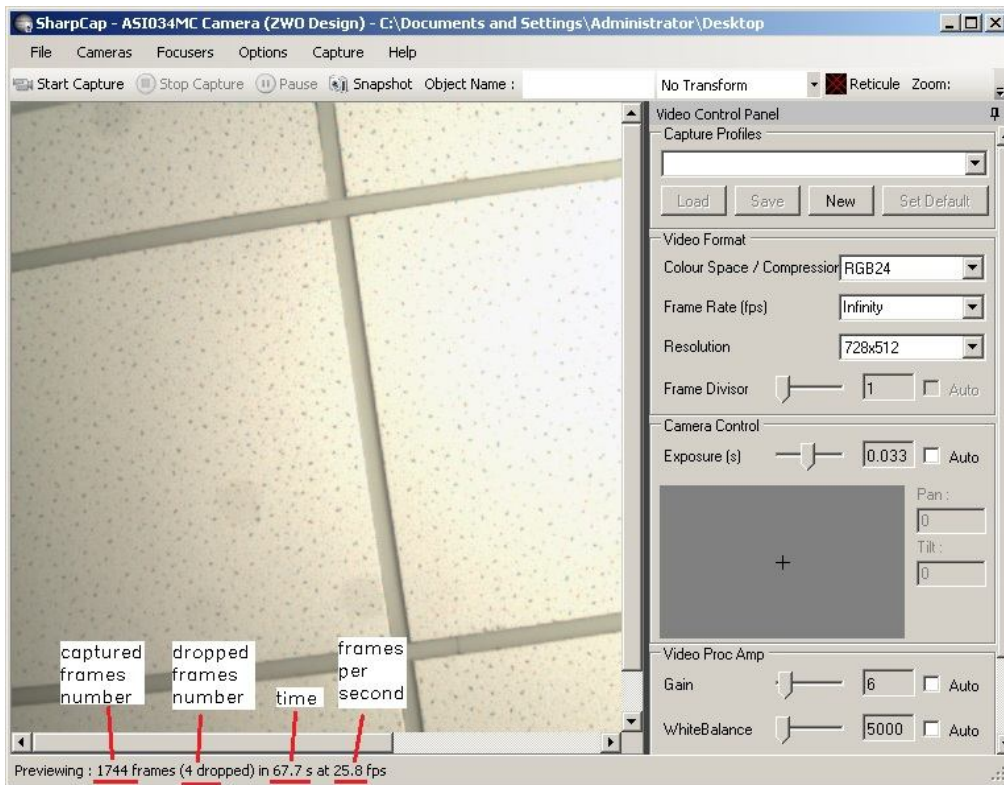 SharpCap - ASI034MC Camera (ZWO Design) - C:\Documents and Settings\Administrator\Desktop
File Cameras Focusers Options Capture Help
Start Capture Stop Capture Pause Snapshot Object Name : No Transform Reticule Zoom:
Video Control Panel
Capture Profiles
Load Save New Set Default
Video Format
Colour Space / Compression RGB24
Frame Rate (fps) Infinity
Resolution 728x512
Frame Divisor 1 Auto
Camera Control
Exposure (s) 0.033 Auto
Pan :
0
Tilt :
0
Video Proc Amp
Gain 6 Auto
WhiteBalance 5000 Auto
captured
frames
number
dropped
frames
number
time
frames
per
second
Previewing : 1744 frames (4 dropped) in 67.7 s at 25.8 fps